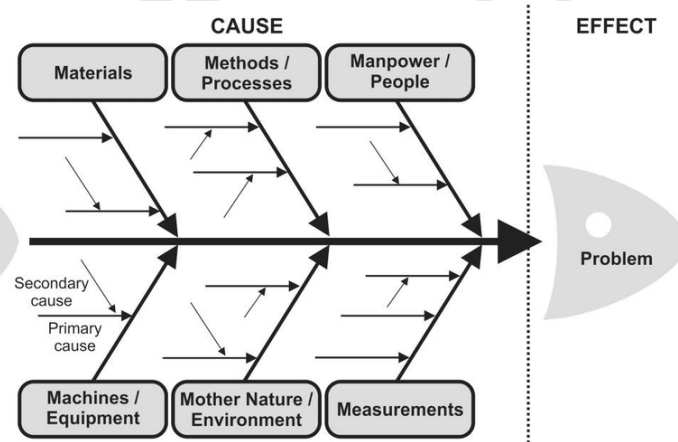 CAUSE
EFFECT
Materials
Methods /
Processes
Manpower /
People
Problem
Secondary
cause
Primary
cause
Machines /
Equipment
Mother Nature /
Environment
Measurements